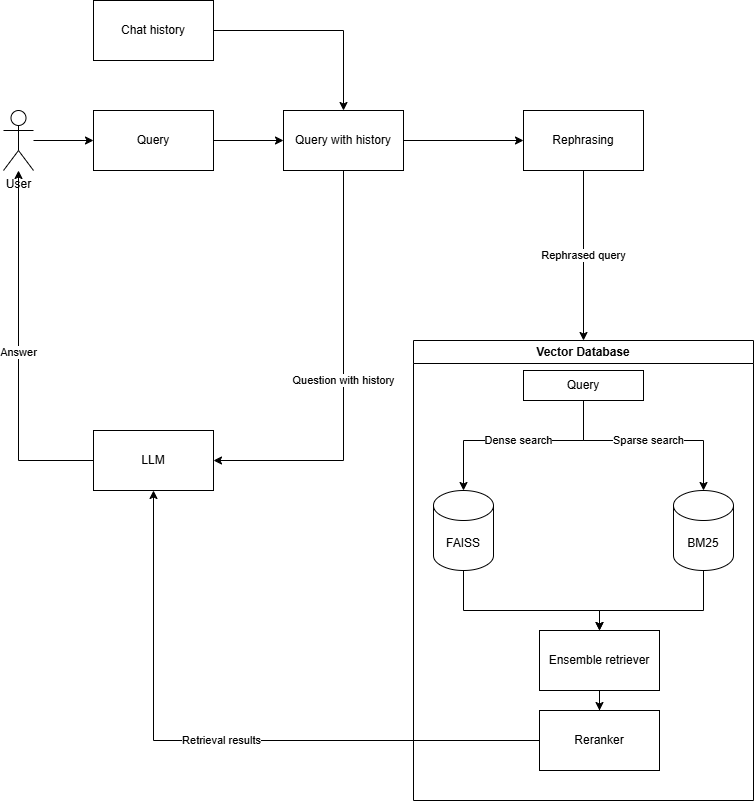 Chat history
Query
Query with history
Rephrasing
User
Rephrased query
Answer
Vector Database
Question with history
Query
Dense search
Sparse search
LLM
FAISS
BM25
Ensemble retriever
Retrieval results
Reranker